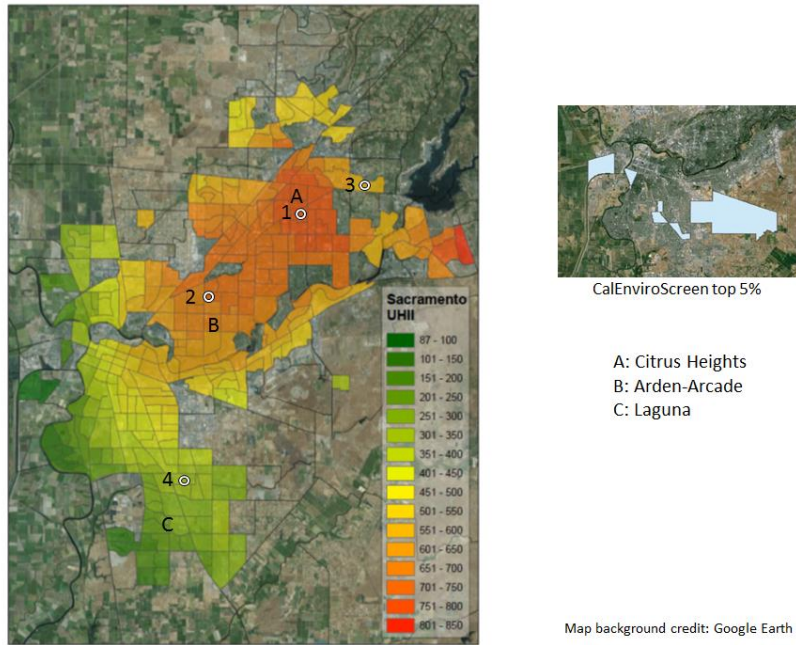 A
3
1
2
B
4
C
Sacramento
UHII
87 - 100
101 - 150
151 - 200
201 - 250
251 - 300
301 - 350
351 - 400
401 - 450
451 - 500
501 - 550
551 - 600
601 - 650
651 - 700
701 - 750
751 - 800
801 - 850
CalEnviroScreen top 5%
A: Citrus Heights
B: Arden-Arcade
C: Laguna
Map background credit: Google Earth